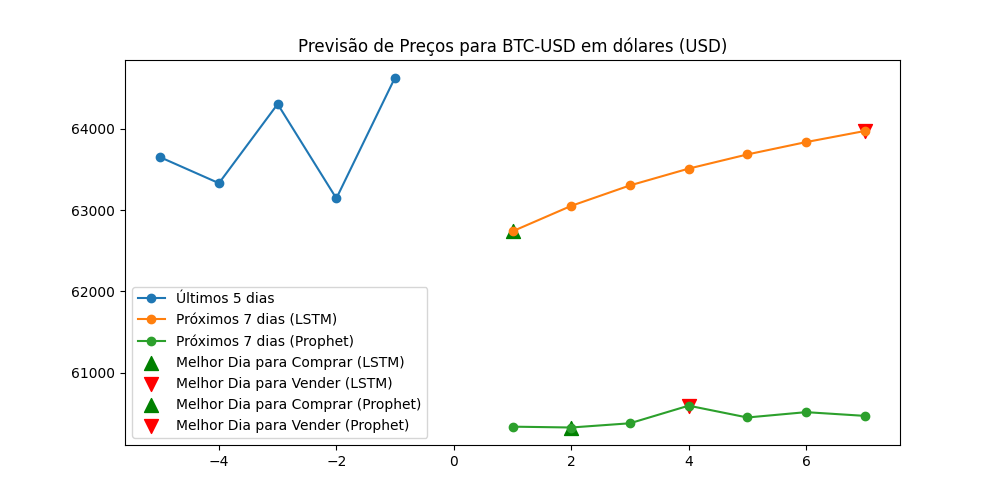 Previsão de Preços para BTC-USD em dólares (USD)
64000
63000
62000
61000
Últimos 5 dias
Próximos 7 dias (LSTM)
Próximos 7 dias (Prophet)
Melhor Dia para Comprar (LSTM)
Melhor Dia para Vender (LSTM)
Melhor Dia para Comprar (Prophet)
Melhor Dia para Vender (Prophet)
−4 −2 0 2 4 6